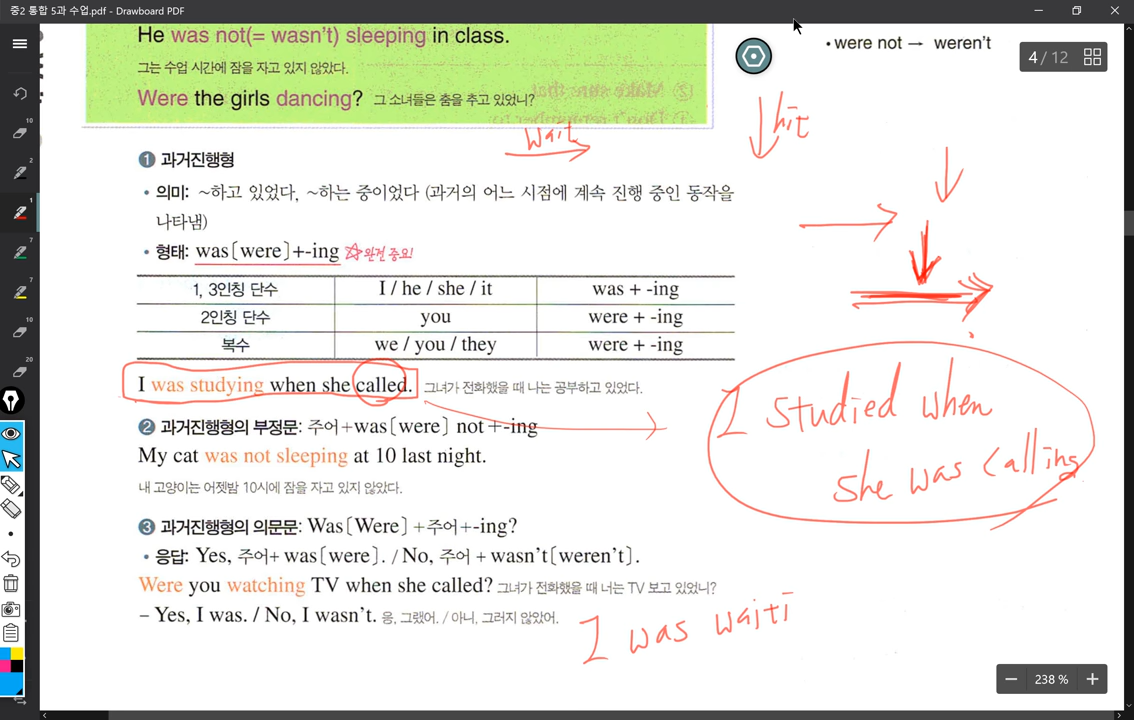 중2 통합 5과 수업.pdf - Drawboard PDF
He was not(= wasn't) sleeping in class.
• were not → weren't
4 / 12
그는 수업 시간에 잠을 자고 있지 않았다.
Were the girls dancing? 그 소녀들은 춤을 추고 있었니?
wait
hit
1 과거진행형
• 의미: ~하고 있었다, ~하는 중이었다 (과거의 어느 시점에 계속 진행 중인 동작을
나타냄)
• 형태: was[were]+-ing ☆완전 중요!
1, 3인칭 단수 I / he / she / it was + -ing
2인칭 단수 you were + -ing
복수 we / you / they were + -ing
I was studying when she called. 그녀가 전화했을 때 나는 공부하고 있었다.
I studied when
she was calling
2 과거진행형의 부정문: 주어+was[were] not+-ing
My cat was not sleeping at 10 last night.
내 고양이는 어젯밤 10시에 잠을 자고 있지 않았다.
3 과거진행형의 의문문: Was[Were]+주어+-ing?
• 응답: Yes, 주어+ was[were]. / No, 주어 + wasn't[weren't].
Were you watching TV when she called? 그녀가 전화했을 때 너는 TV 보고 있었니?
– Yes, I was. / No, I wasn't. 응, 그랬어. / 아니, 그러지 않았어.
I was waiti
238 %
10
2
1
7
7
10
20